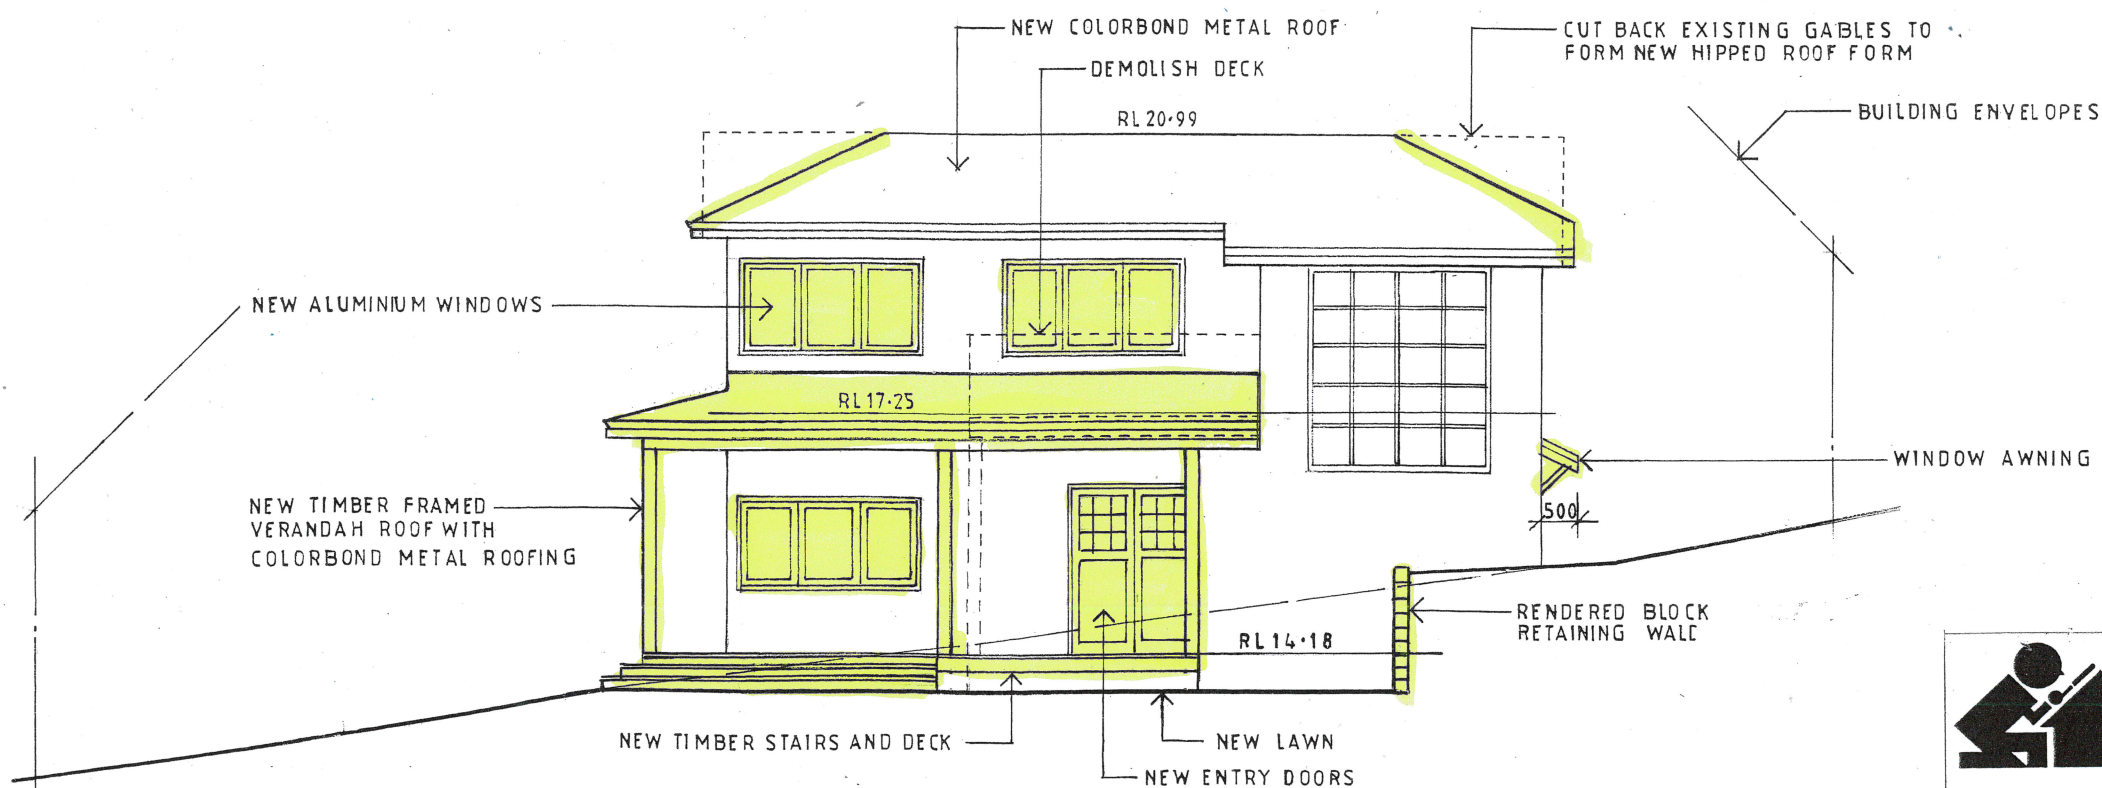 NEW COLORBOND METAL ROOF
DEMOLISH DECK
CUT BACK EXISTING GABLES TO
FORM NEW HIPPED ROOF FORM
BUILDING ENVELOPES
RL 20·99
NEW ALUMINIUM WINDOWS
RL 17·25
WINDOW AWNING
500
NEW TIMBER FRAMED
VERANDAH ROOF WITH
COLORBOND METAL ROOFING
RENDERED BLOCK
RETAINING WALL
RL 14·18
NEW TIMBER STAIRS AND DECK
NEW LAWN
NEW ENTRY DOORS